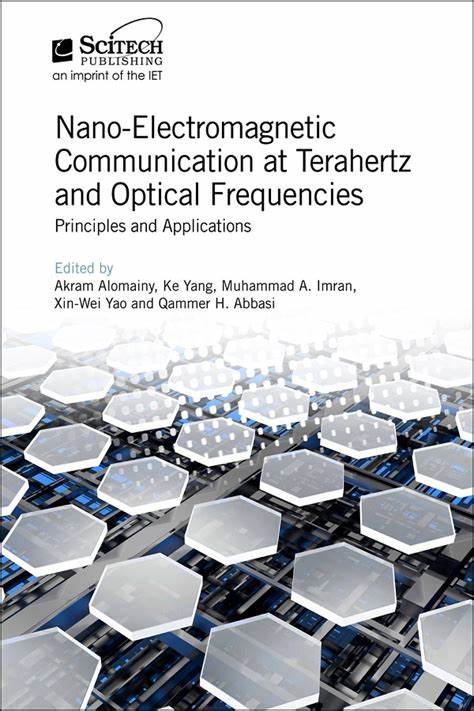 SCITECH
PUBLISHING
an imprint of the IET
Nano-Electromagnetic
Communication at Terahertz
and Optical Frequencies
Principles and Applications
Edited by
Akram Alomainy, Ke Yang, Muhammad A. Imran,
Xin-Wei Yao and Qammer H. Abbasi